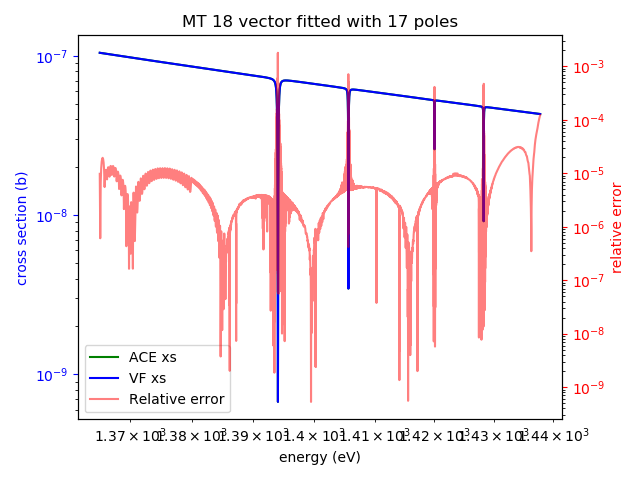 MT 18 vector fitted with 17 poles
10⁻⁷
10⁻⁸
10⁻⁹
cross section (b)
10⁻³
10⁻⁴
10⁻⁵
10⁻⁶
10⁻⁷
10⁻⁸
10⁻⁹
relative error
ACE xs
VF xs
Relative error
1.37 × 10³ 1.38 × 10³ 1.39 × 10³ 1.4 × 10³ 1.41 × 10³ 1.42 × 10³ 1.43 × 10³ 1.44 × 10³
energy (eV)